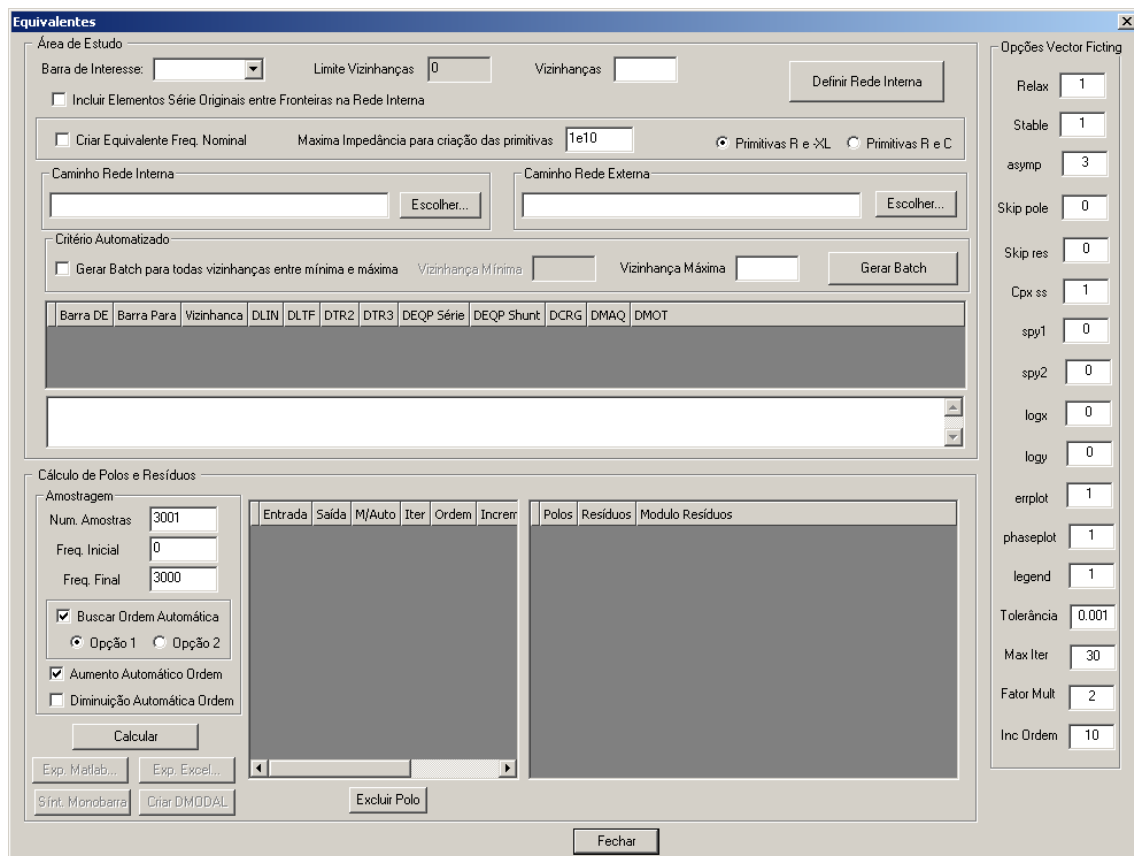 Equivalentes
Área de Estudo
Barra de Interesse:
Limite Vizinhanças 0
Vizinhanças
Definir Rede Interna
Incluir Elementos Série Originais entre Fronteiras na Rede Interna
Criar Equivalente Freq. Nominal
Maxima Impedância para criação das primitivas 1e10
Primitivas R e -XL
Primitivas R e C
Caminho Rede Interna
Escolher...
Caminho Rede Externa
Escolher...
Critério Automatizado
Gerar Batch para todas vizinhanças entre mínima e máxima
Vizinhança Mínima
Vizinhança Máxima
Gerar Batch
Barra DE Barra Para Vizinhanca DLIN DLTF DTR2 DTR3 DEQP Série DEQP Shunt DCRG DMAQ DMOT
Cálculo de Polos e Resíduos
Amostragem
Num. Amostras 3001
Freq. Inicial 0
Freq. Final 3000
Buscar Ordem Automática
Opção 1 Opção 2
Aumento Automático Ordem
Diminuição Automática Ordem
Calcular
Exp. Matlab... Exp. Excel...
Sínt. Monobarra Criar DMODAL
Entrada Saída M/Auto Iter Ordem Increm
Excluir Polo
Polos Resíduos Modulo Resíduos
Fechar
Opções Vector Ficting
Relax 1
Stable 1
asymp 3
Skip pole 0
Skip res 0
Cpx ss 1
spy1 0
spy2 0
logx 0
logy 0
errplot 1
phaseplot 1
legend 1
Tolerância 0.001
Max Iter 30
Fator Mult 2
Inc Ordem 10